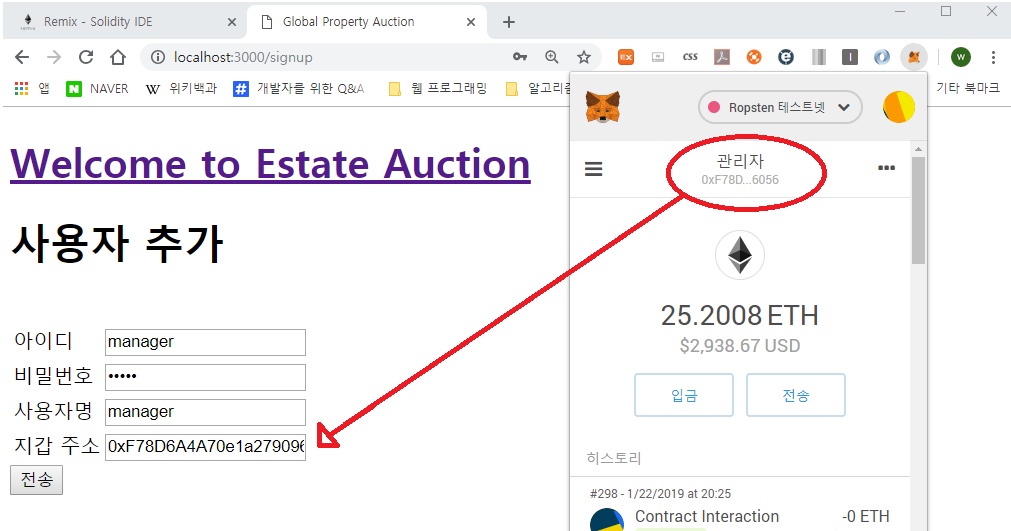 Remix - Solidity IDE
Global Property Auction
localhost:3000/signup
앱
NAVER
위키백과
개발자를 위한 Q&A
웹 프로그래밍
알고리즘
기타 북마크
Welcome to Estate Auction
사용자 추가
아이디 manager
비밀번호 •••••
사용자명 manager
지갑 주소 0xF78D6A4A70e1a279096
전송
Ropsten 테스트넷
관리자
0xF78D...6056
25.2008 ETH
$2,938.67 USD
입금
전송
히스토리
#298 - 1/22/2019 at 20:25
Contract Interaction
-0 ETH